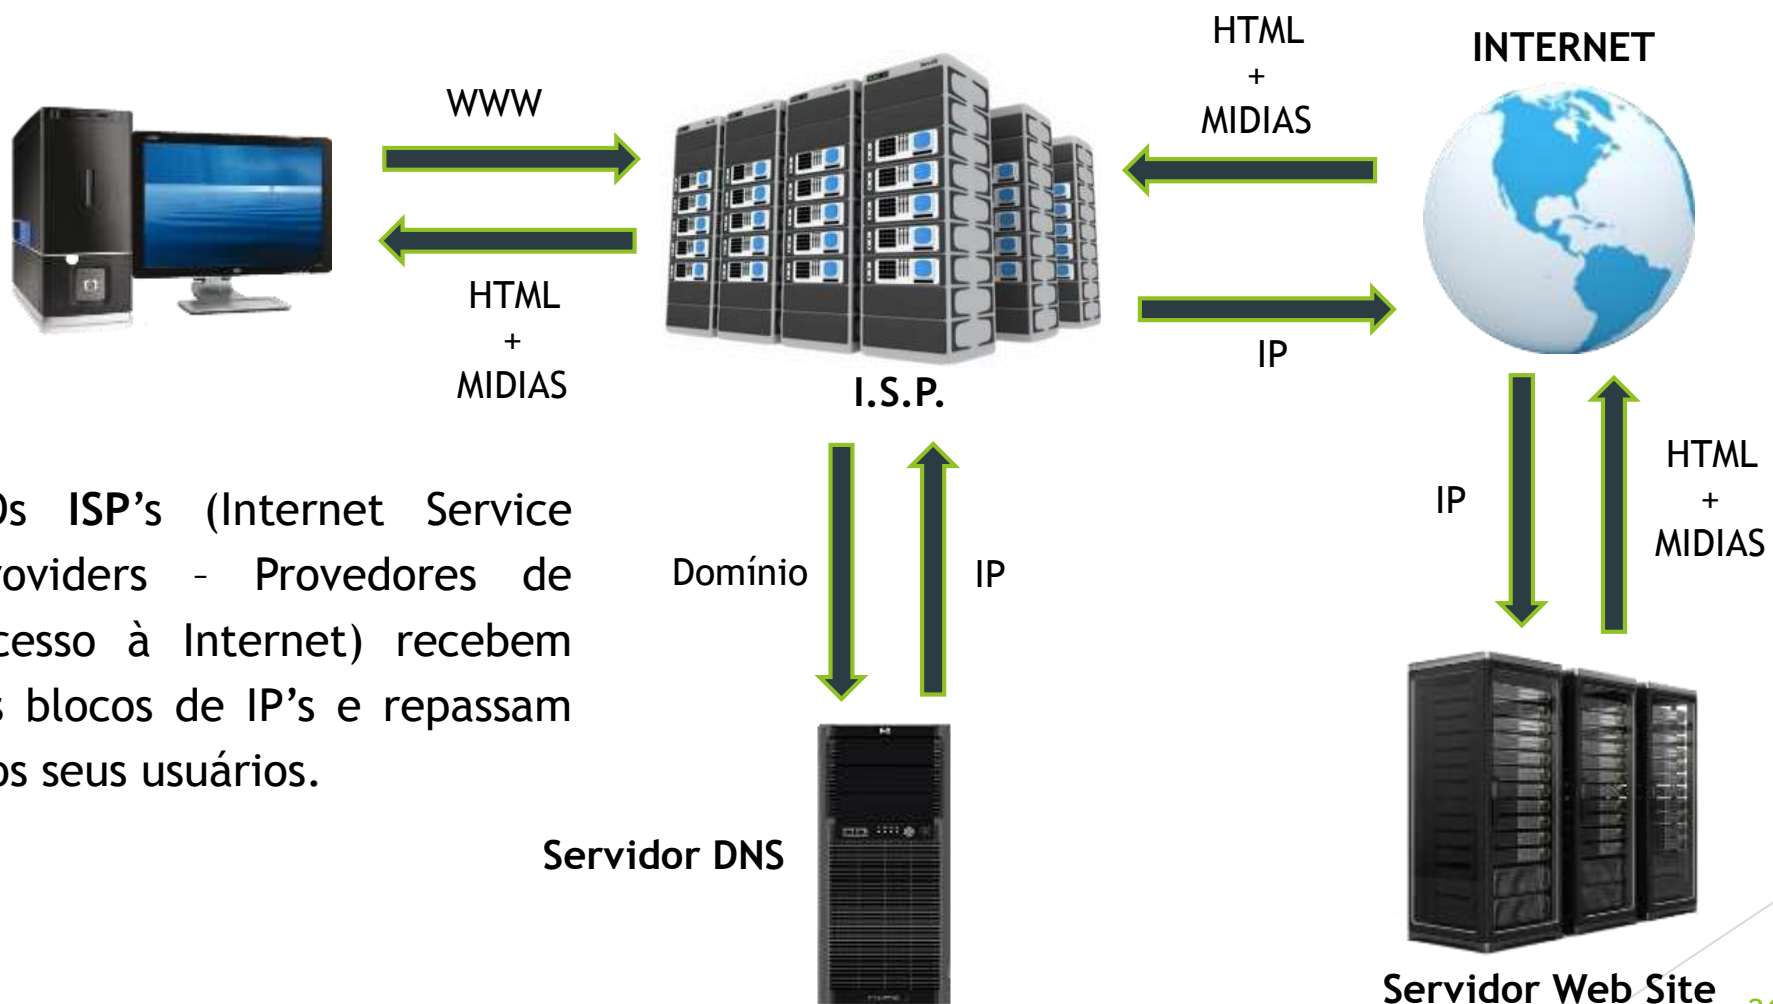 HTML
+
MIDIAS
INTERNET
WWW
HTML
+
MIDIAS
I.S.P.
IP
Os ISP's (Internet Service
roviders – Provedores de
cesso à Internet) recebem
s blocos de IP's e repassam
os seus usuários.
Domínio
IP
IP
HTML
+
MIDIAS
Servidor DNS
Servidor Web Site